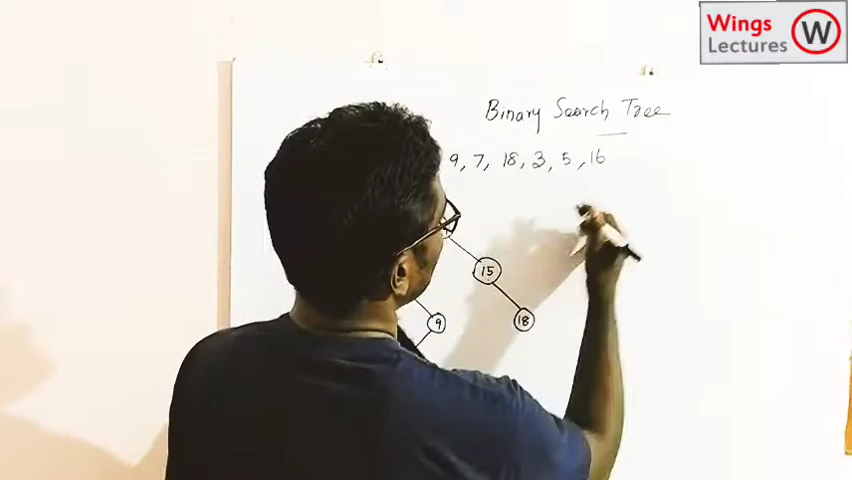 Wings
Lectures
W
Binary Search Tree
9, 7, 18, 3, 5, 16
15
9
18